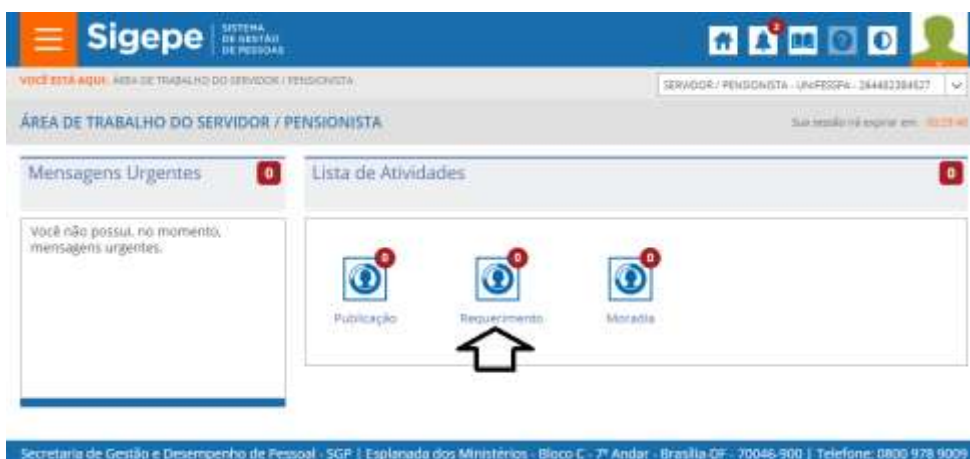 Sigepe SISTEMA DE GESTÃO DE PESSOAS
2
VOCÊ ESTÁ AQUI: ÁREA DE TRABALHO DO SERVIDOR / PENSIONISTA
SERVIDOR / PENSIONISTA - UNIFESSPA -
ÁREA DE TRABALHO DO SERVIDOR / PENSIONISTA
Sua sessão irá expirar em:
Mensagens Urgentes 0
Lista de Atividades 0
Você não possui, no momento,
mensagens urgentes.
0 0 0
Publicação Requerimento Moradia
Secretaria de Gestão e Desempenho de Pessoal - SGP | Esplanada dos Ministérios - Bloco C - 7º Andar - Brasília-DF - 70046-900 | Telefone: 0800 978 9009